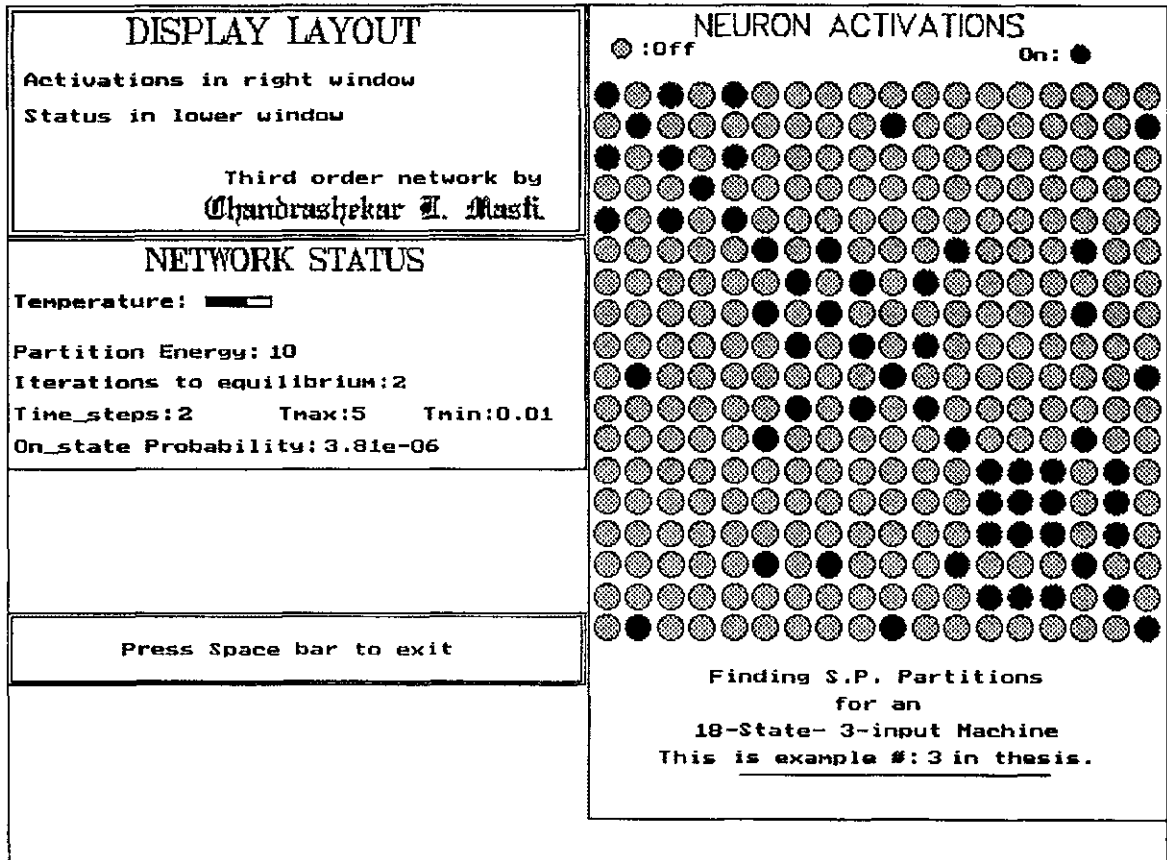 DISPLAY LAYOUT
Activations in right window
Status in lower window
Third order network by
Chandrashekar L. Masti.
NETWORK STATUS
Temperature:
Partition Energy: 10
Iterations to equilibrium:2
Time_steps:2 Tmax:5 Tmin:0.01
On_state Probability:3.81e-06
Press Space bar to exit
NEURON ACTIVATIONS
:Off On:
Finding S.P. Partitions
for an
18-State- 3-input Machine
This is example #: 3 in thesis.